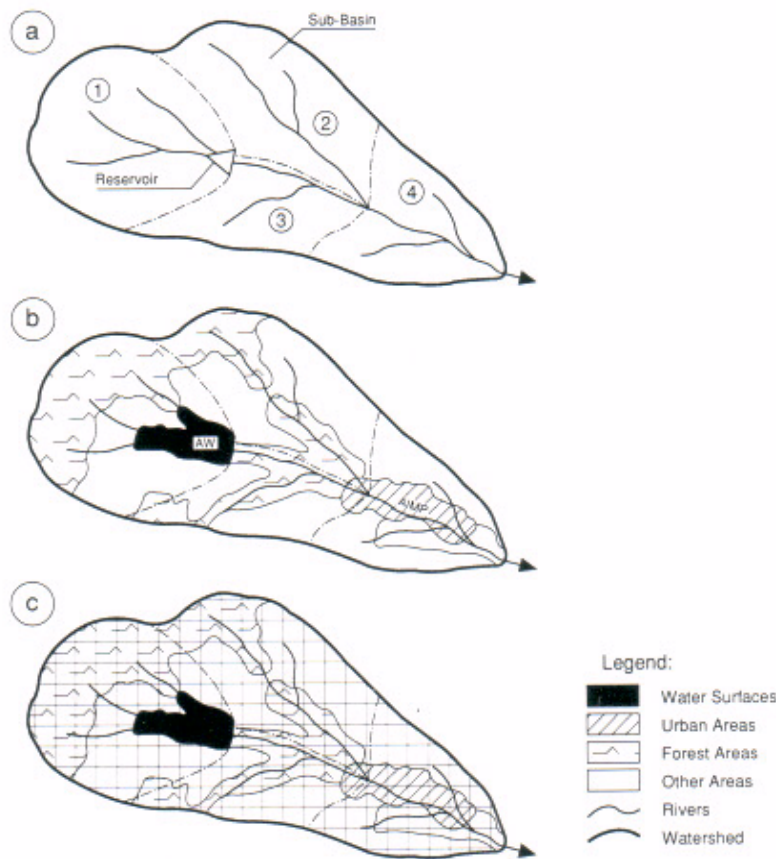 a
Sub-Basin
1
2
Reservoir
4
3
b
AW
AIMP
c
Legend:
Water Surfaces
Urban Areas
Forest Areas
Other Areas
Rivers
Watershed